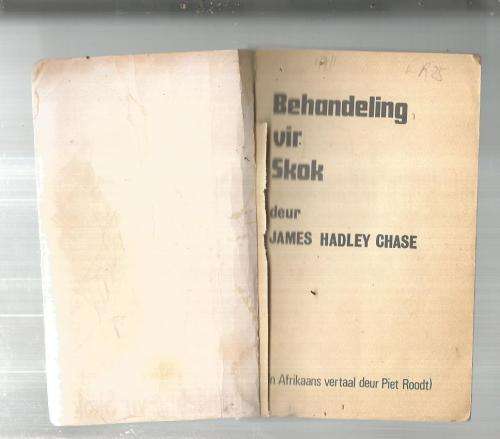 Behandeling
vir
Skok
deur
JAMES HADLEY CHASE
n Afrikaans vertaal deur Piet Roodt)